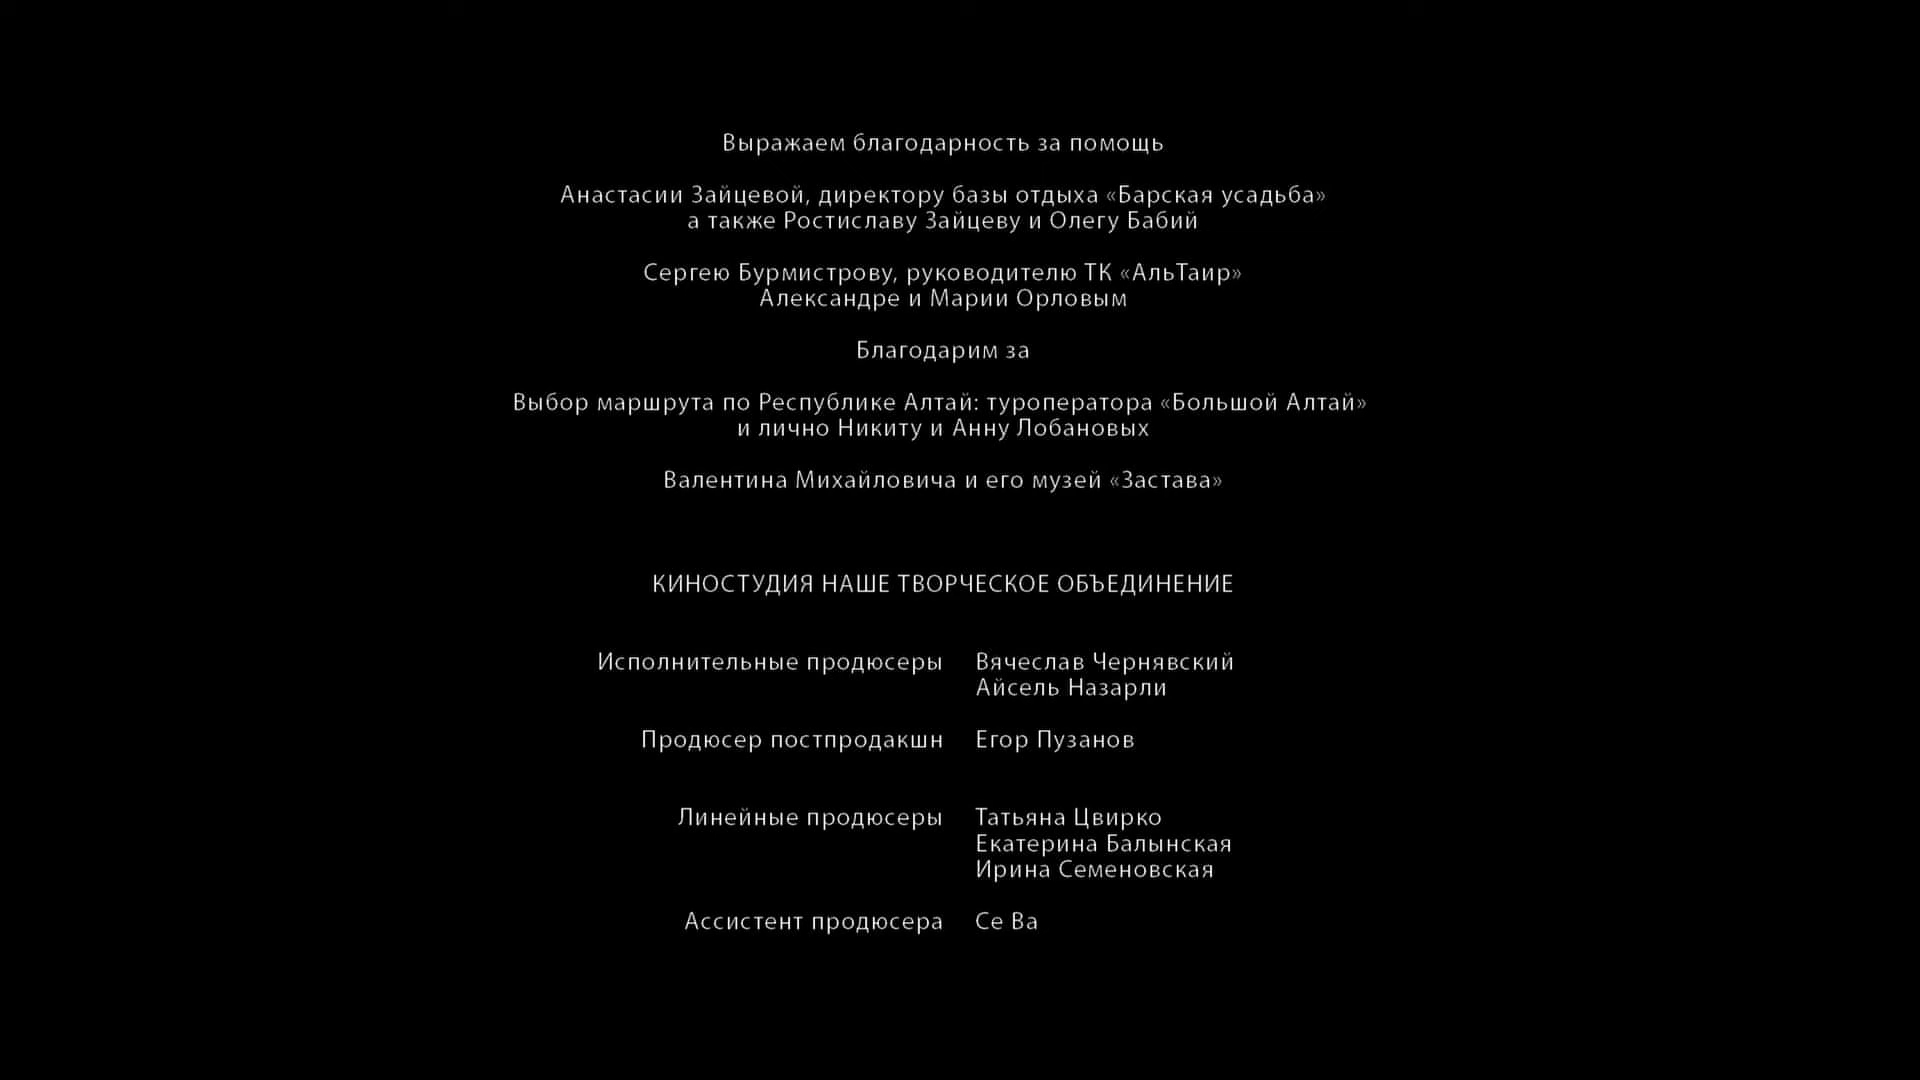 Выражаем благодарность за помощь
Анастасии Зайцевой, директору базы отдыха «Барская усадьба»
а также Ростиславу Зайцеву и Олегу Бабий
Сергею Бурмистрову, руководителю ТК «АльТаир»
Александре и Марии Орловым
Благодарим за
Выбор маршрута по Республике Алтай: туроператора «Большой Алтай»
и лично Никиту и Анну Лобановых
Валентина Михайловича и его музей «Застава»
КИНОСТУДИЯ НАШЕ ТВОРЧЕСКОЕ ОБЪЕДИНЕНИЕ
Исполнительные продюсеры Вячеслав Чернявский
Айсель Назарли
Продюсер постпродакшн Егор Пузанов
Линейные продюсеры Татьяна Цвирко
Екатерина Балынская
Ирина Семеновская
Ассистент продюсера Се Ва